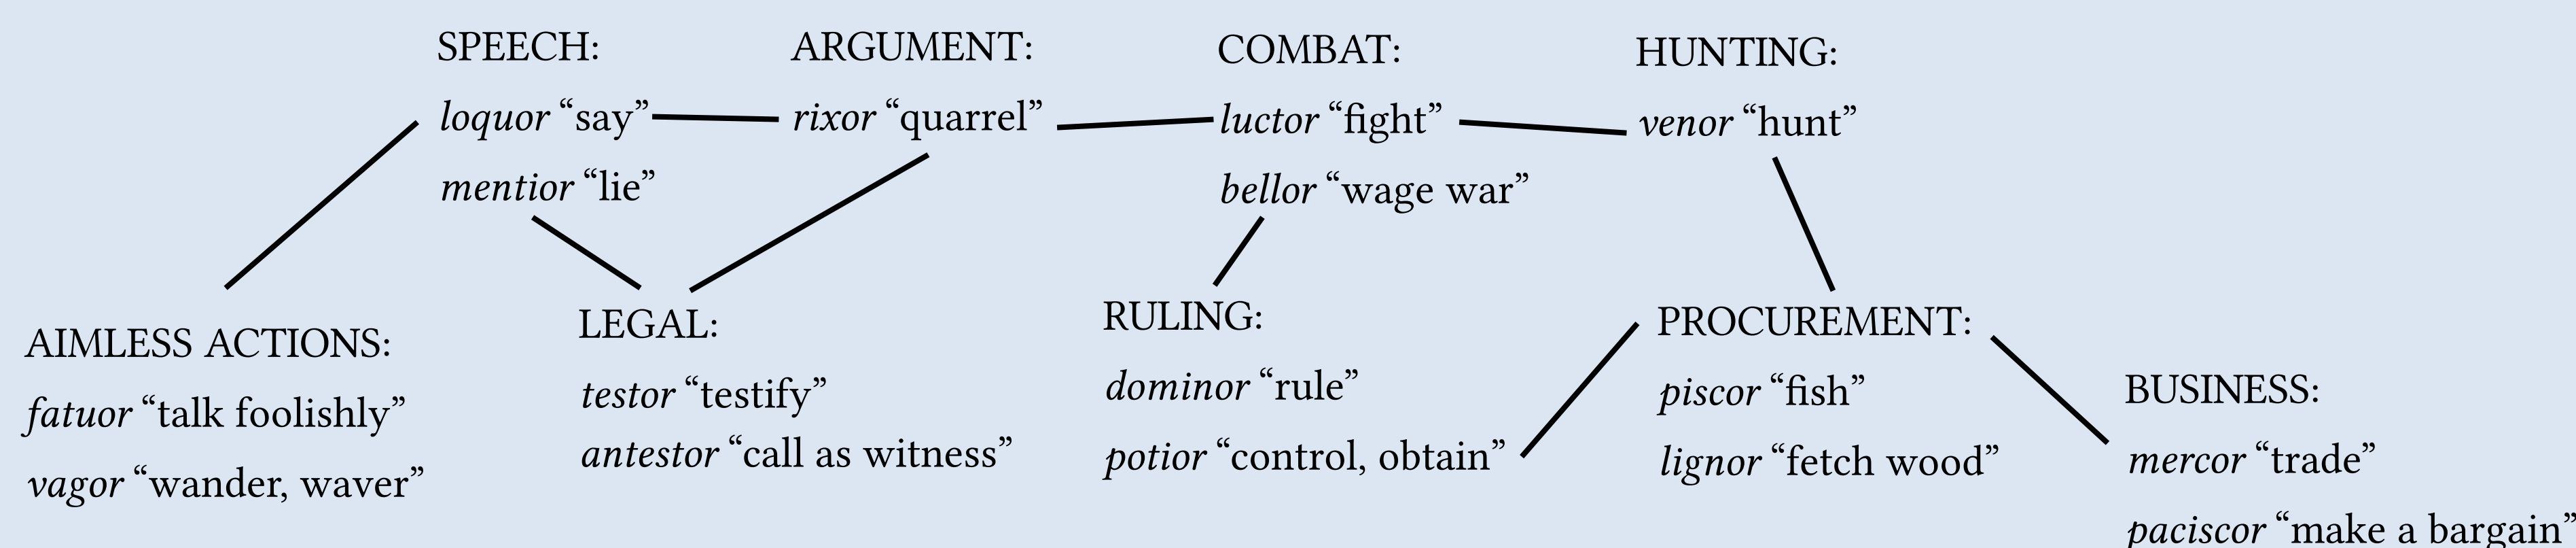 SPEECH:
loquor “say”
mentior “lie”
ARGUMENT:
rixor “quarrel”
COMBAT:
luctor “fight”
bellor “wage war”
HUNTING:
venor “hunt”
AIMLESS ACTIONS:
fatuor “talk foolishly”
vagor “wander, waver”
LEGAL:
testor “testify”
antestor “call as witness”
RULING:
dominor “rule”
potior “control, obtain”
PROCUREMENT:
piscor “fish”
lignor “fetch wood”
BUSINESS:
mercor “trade”
paciscor “make a bargain”